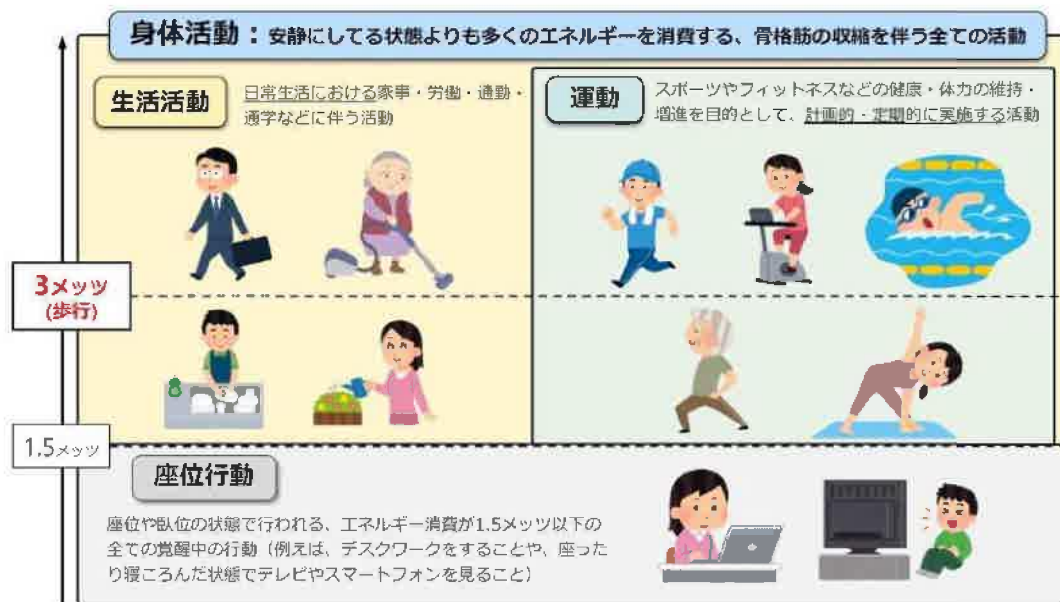 身体活動：安静にしてる状態よりも多くのエネルギーを消費する、骨格筋の収縮を伴う全ての活動
生活活動
日常生活における家事・労働・通勤・
通学などに伴う活動
運動
スポーツやフィットネスなどの健康・体力の維持・
増進を目的として、計画的・定期的に実施する活動
3メッツ
(歩行)
1.5メッツ
座位行動
座位や臥位の状態で行われる、エネルギー消費が1.5メッツ以下の
全ての覚醒中の行動（例えば、デスクワークをすることや、座った
り寝ころんだ状態でテレビやスマートフォンを見ること）